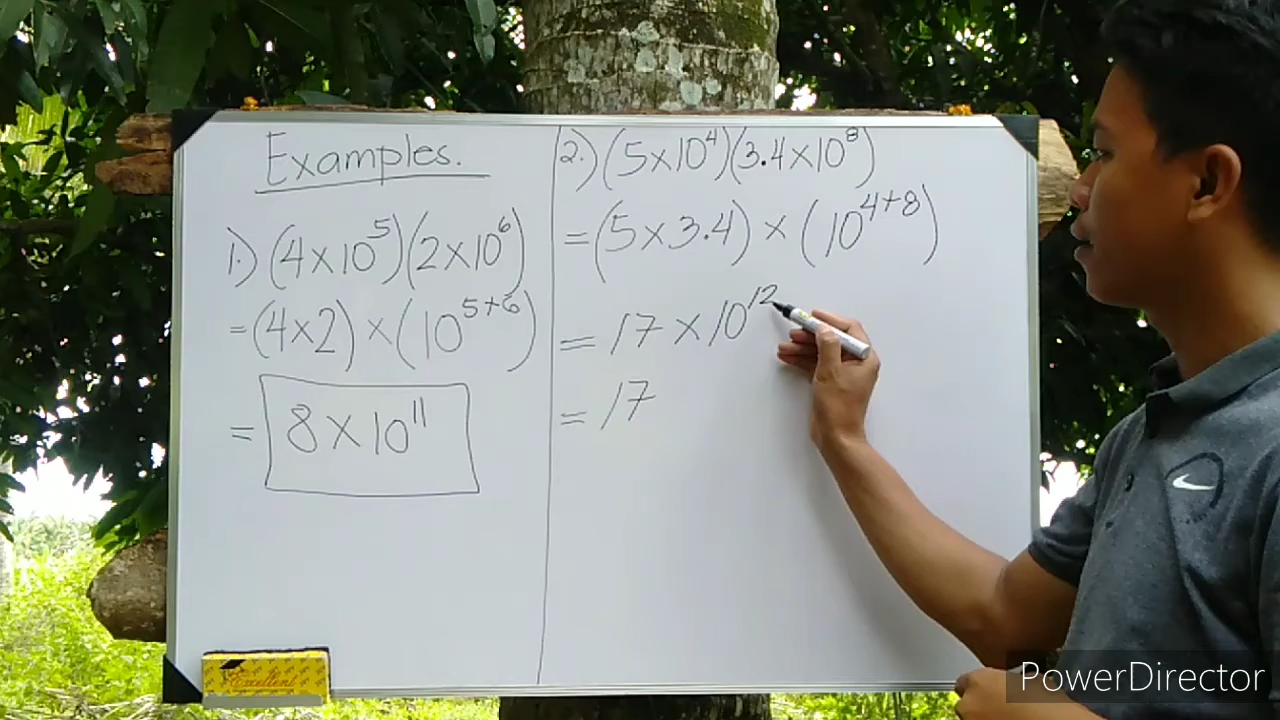 Examples.
1.) (4×10⁵)(2×10⁶)
=(4×2)×(10⁵⁺⁶)
= 8×10¹¹
2.) (5×10⁴)(3.4×10⁸)
=(5×3.4)×(10⁴⁺⁸)
= 17×10¹²
= 17
Excellent
PowerDirector